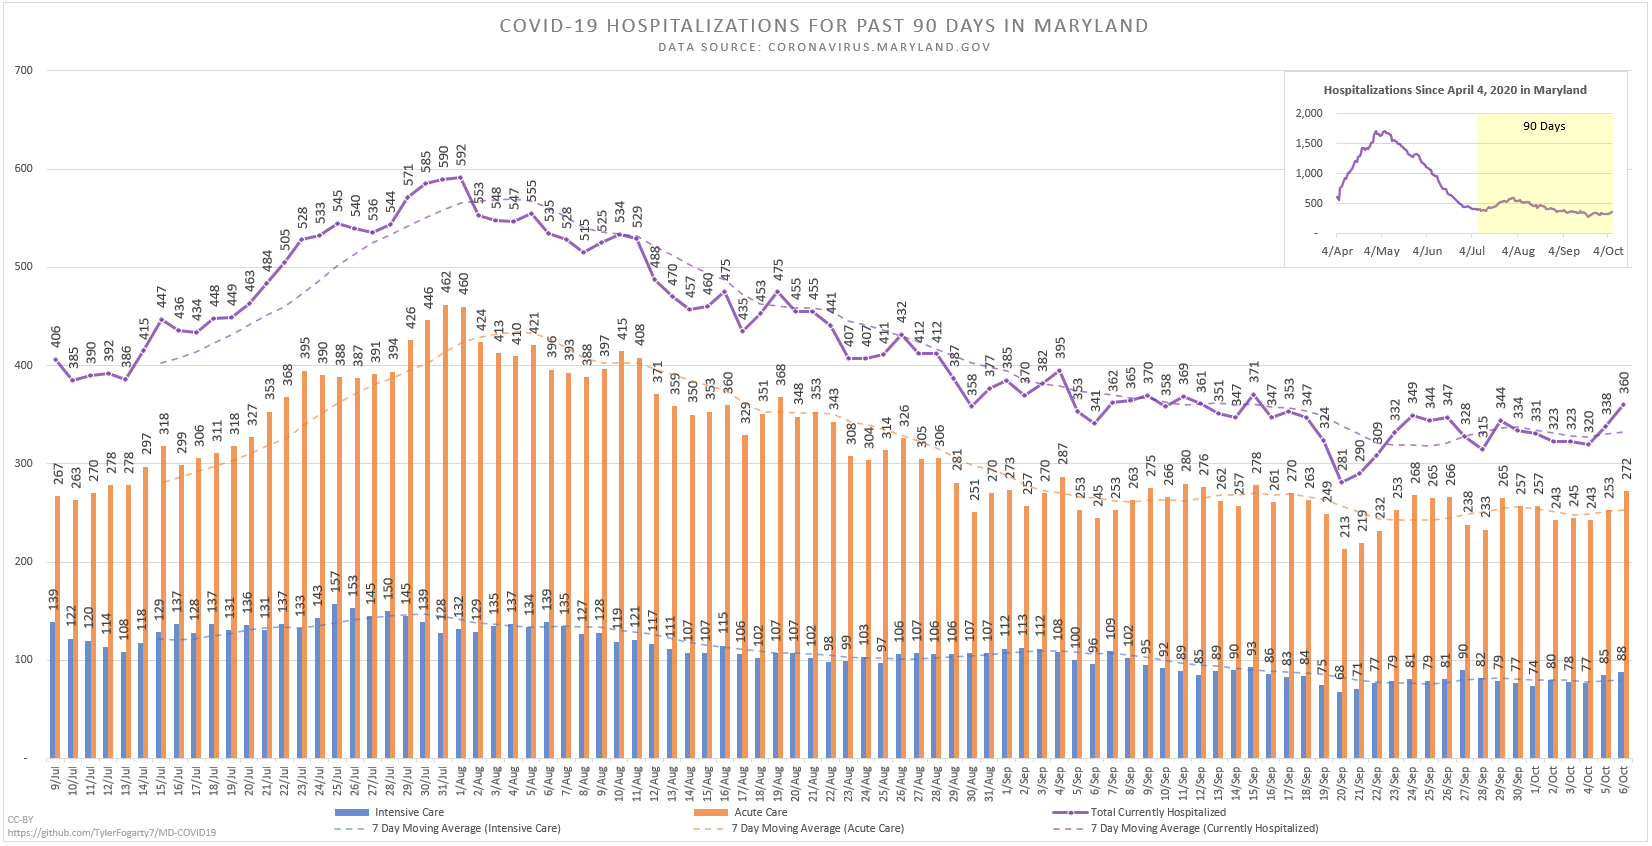 COVID-19 HOSPITALIZATIONS FOR PAST 90 DAYS IN MARYLAND
DATA SOURCE: CORONAVIRUS.MARYLAND.GOV
700
600
500
400
300
200
100
-
Hospitalizations Since April 4, 2020 in Maryland
90 Days
2,000
1,500
1,000
500
-
4/Apr 4/May 4/Jun 4/Jul 4/Aug 4/Sep 4/Oct
406 385 390 392 386 415 447 436 434 448 449 463 484 505 528 533 545 540 536 544 571 585 590 592 553 548 547 555 535 528 515 525 534 529 488 470 457 460 475 435 453 475 455 455 441 407 407 411 432 412 412 387 358 377 385 370 382 395 353 341 362 365 370 358 369 361 351 347 371 347 353 347 324 281 290 309 332 349 344 347 328 315 344 334 331 323 323 320 338 360
267 263 270 278 278 297 318 299 306 311 318 327 353 368 395 390 388 387 391 394 426 446 462 460 424 413 410 421 396 393 388 397 415 408 371 359 350 353 360 329 351 368 348 353 343 308 304 314 326 305 306 281 251 270 273 257 270 287 253 245 253 263 275 266 280 276 262 257 278 261 270 263 249 213 219 232 253 268 265 266 238 233 265 257 257 243 245 243 253 272
139 122 120 114 108 118 129 137 128 137 131 136 131 137 133 143 157 153 145 150 145 139 128 132 129 135 137 134 139 135 127 128 119 121 117 111 107 107 115 106 102 107 107 102 98 99 103 97 106 107 106 106 107 107 112 113 112 108 100 96 109 102 95 92 89 85 89 90 93 86 83 84 75 68 71 77 79 81 79 81 90 82 79 77 74 80 78 77 85 88
9/Jul 10/Jul 11/Jul 12/Jul 13/Jul 14/Jul 15/Jul 16/Jul 17/Jul 18/Jul 19/Jul 20/Jul 21/Jul 22/Jul 23/Jul 24/Jul 25/Jul 26/Jul 27/Jul 28/Jul 29/Jul 30/Jul 31/Jul 1/Aug 2/Aug 3/Aug 4/Aug 5/Aug 6/Aug 7/Aug 8/Aug 9/Aug 10/Aug 11/Aug 12/Aug 13/Aug 14/Aug 15/Aug 16/Aug 17/Aug 18/Aug 19/Aug 20/Aug 21/Aug 22/Aug 23/Aug 24/Aug 25/Aug 26/Aug 27/Aug 28/Aug 29/Aug 30/Aug 31/Aug 1/Sep 2/Sep 3/Sep 4/Sep 5/Sep 6/Sep 7/Sep 8/Sep 9/Sep 10/Sep 11/Sep 12/Sep 13/Sep 14/Sep 15/Sep 16/Sep 17/Sep 18/Sep 19/Sep 20/Sep 21/Sep 22/Sep 23/Sep 24/Sep 25/Sep 26/Sep 27/Sep 28/Sep 29/Sep 30/Sep 1/Oct 2/Oct 3/Oct 4/Oct 5/Oct 6/Oct
Intensive Care Acute Care Total Currently Hospitalized
7 Day Moving Average (Intensive Care) 7 Day Moving Average (Acute Care) 7 Day Moving Average (Currently Hospitalized)
CC-BY
https://github.com/TylerFogarty7/MD-COVID19